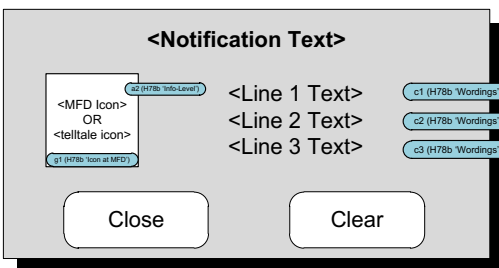 <Notification Text>
a2 (H78b 'Info-Level')
<MFD Icon>
OR
<telltale icon>
g1 (H78b 'Icon at MFD')
<Line 1 Text>
c1 (H78b 'Wordings'
<Line 2 Text>
c2 (H78b 'Wordings'
<Line 3 Text>
c3 (H78b 'Wordings'
Close
Clear